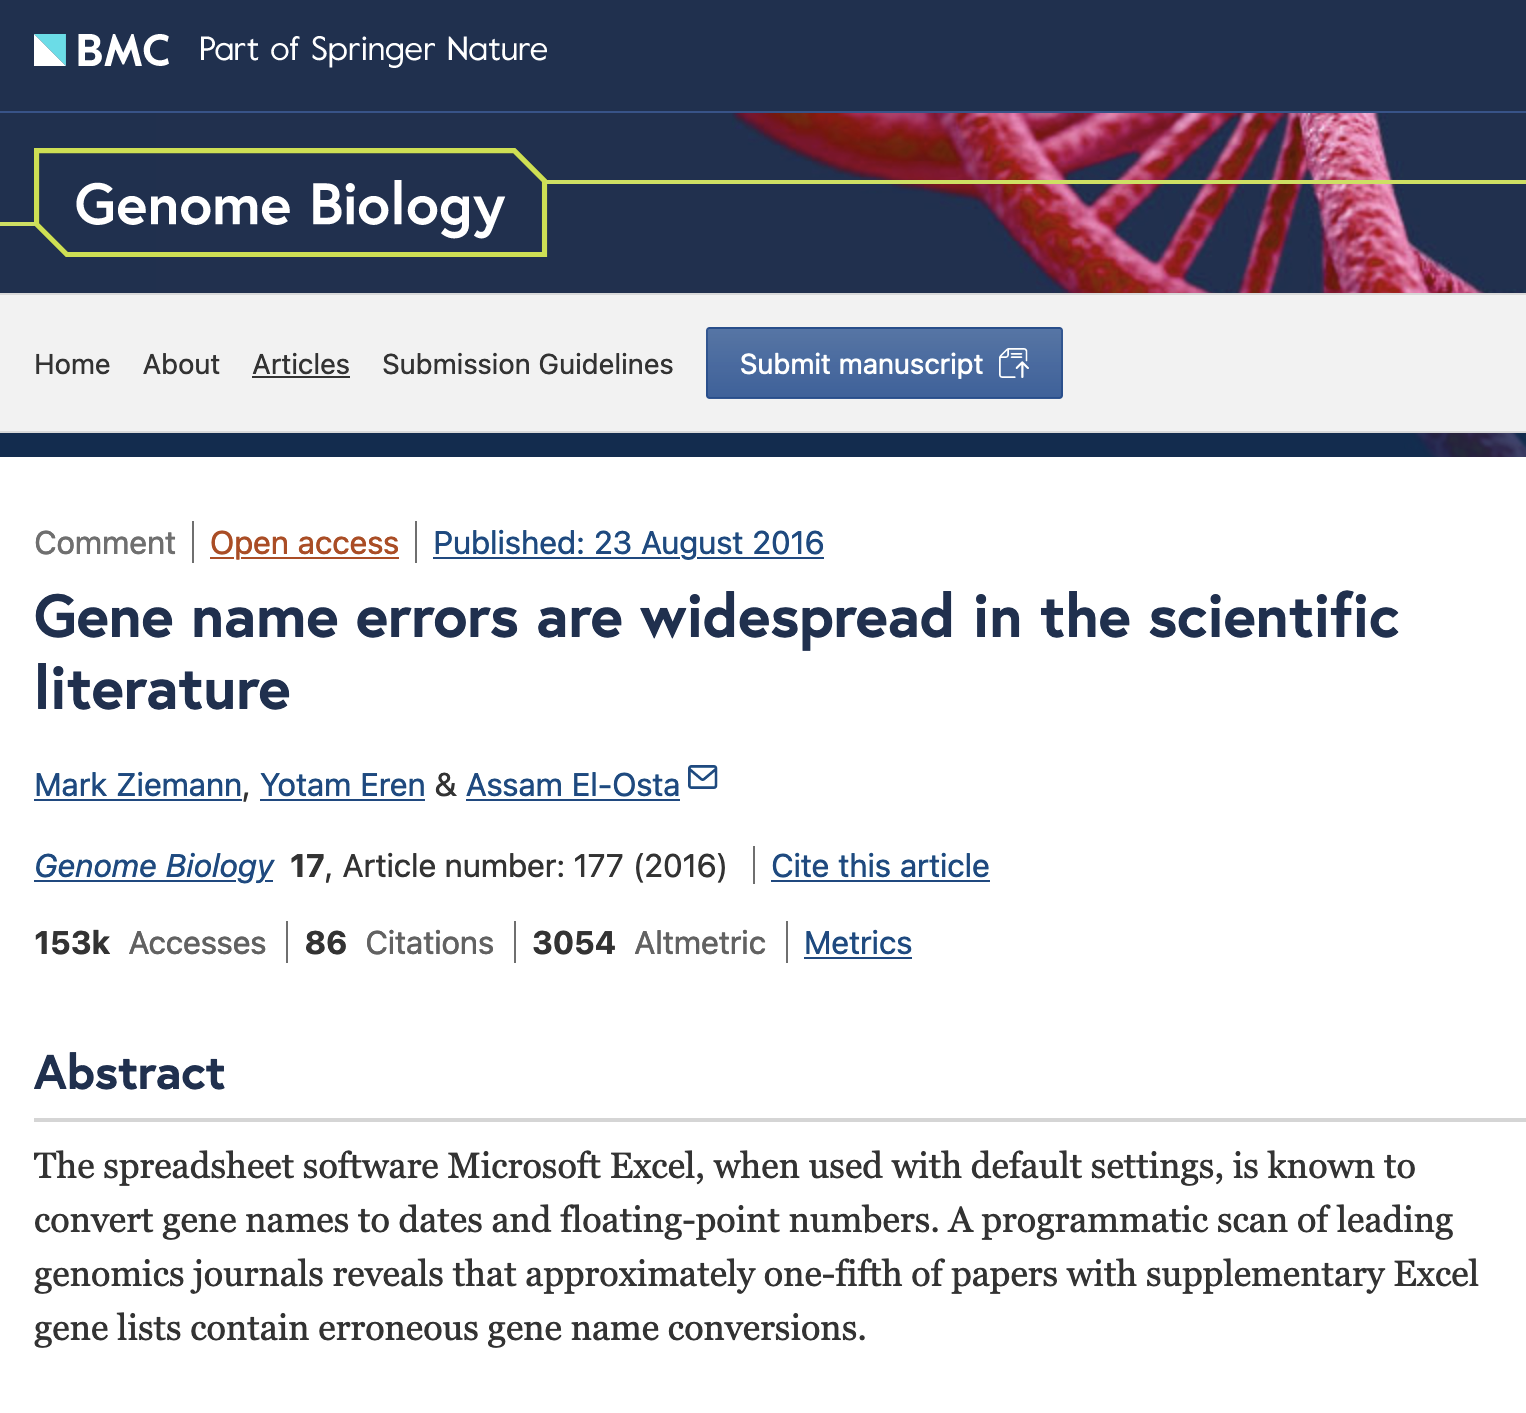 BMC Part of Springer Nature
Genome Biology
Home About Articles Submission Guidelines Submit manuscript
Comment Open access Published: 23 August 2016
Gene name errors are widespread in the scientific
literature
Mark Ziemann, Yotam Eren & Assam El-Osta
Genome Biology 17, Article number: 177 (2016) Cite this article
153k Accesses 86 Citations 3054 Altmetric Metrics
Abstract
The spreadsheet software Microsoft Excel, when used with default settings, is known to
convert gene names to dates and floating-point numbers. A programmatic scan of leading
genomics journals reveals that approximately one-fifth of papers with supplementary Excel
gene lists contain erroneous gene name conversions.